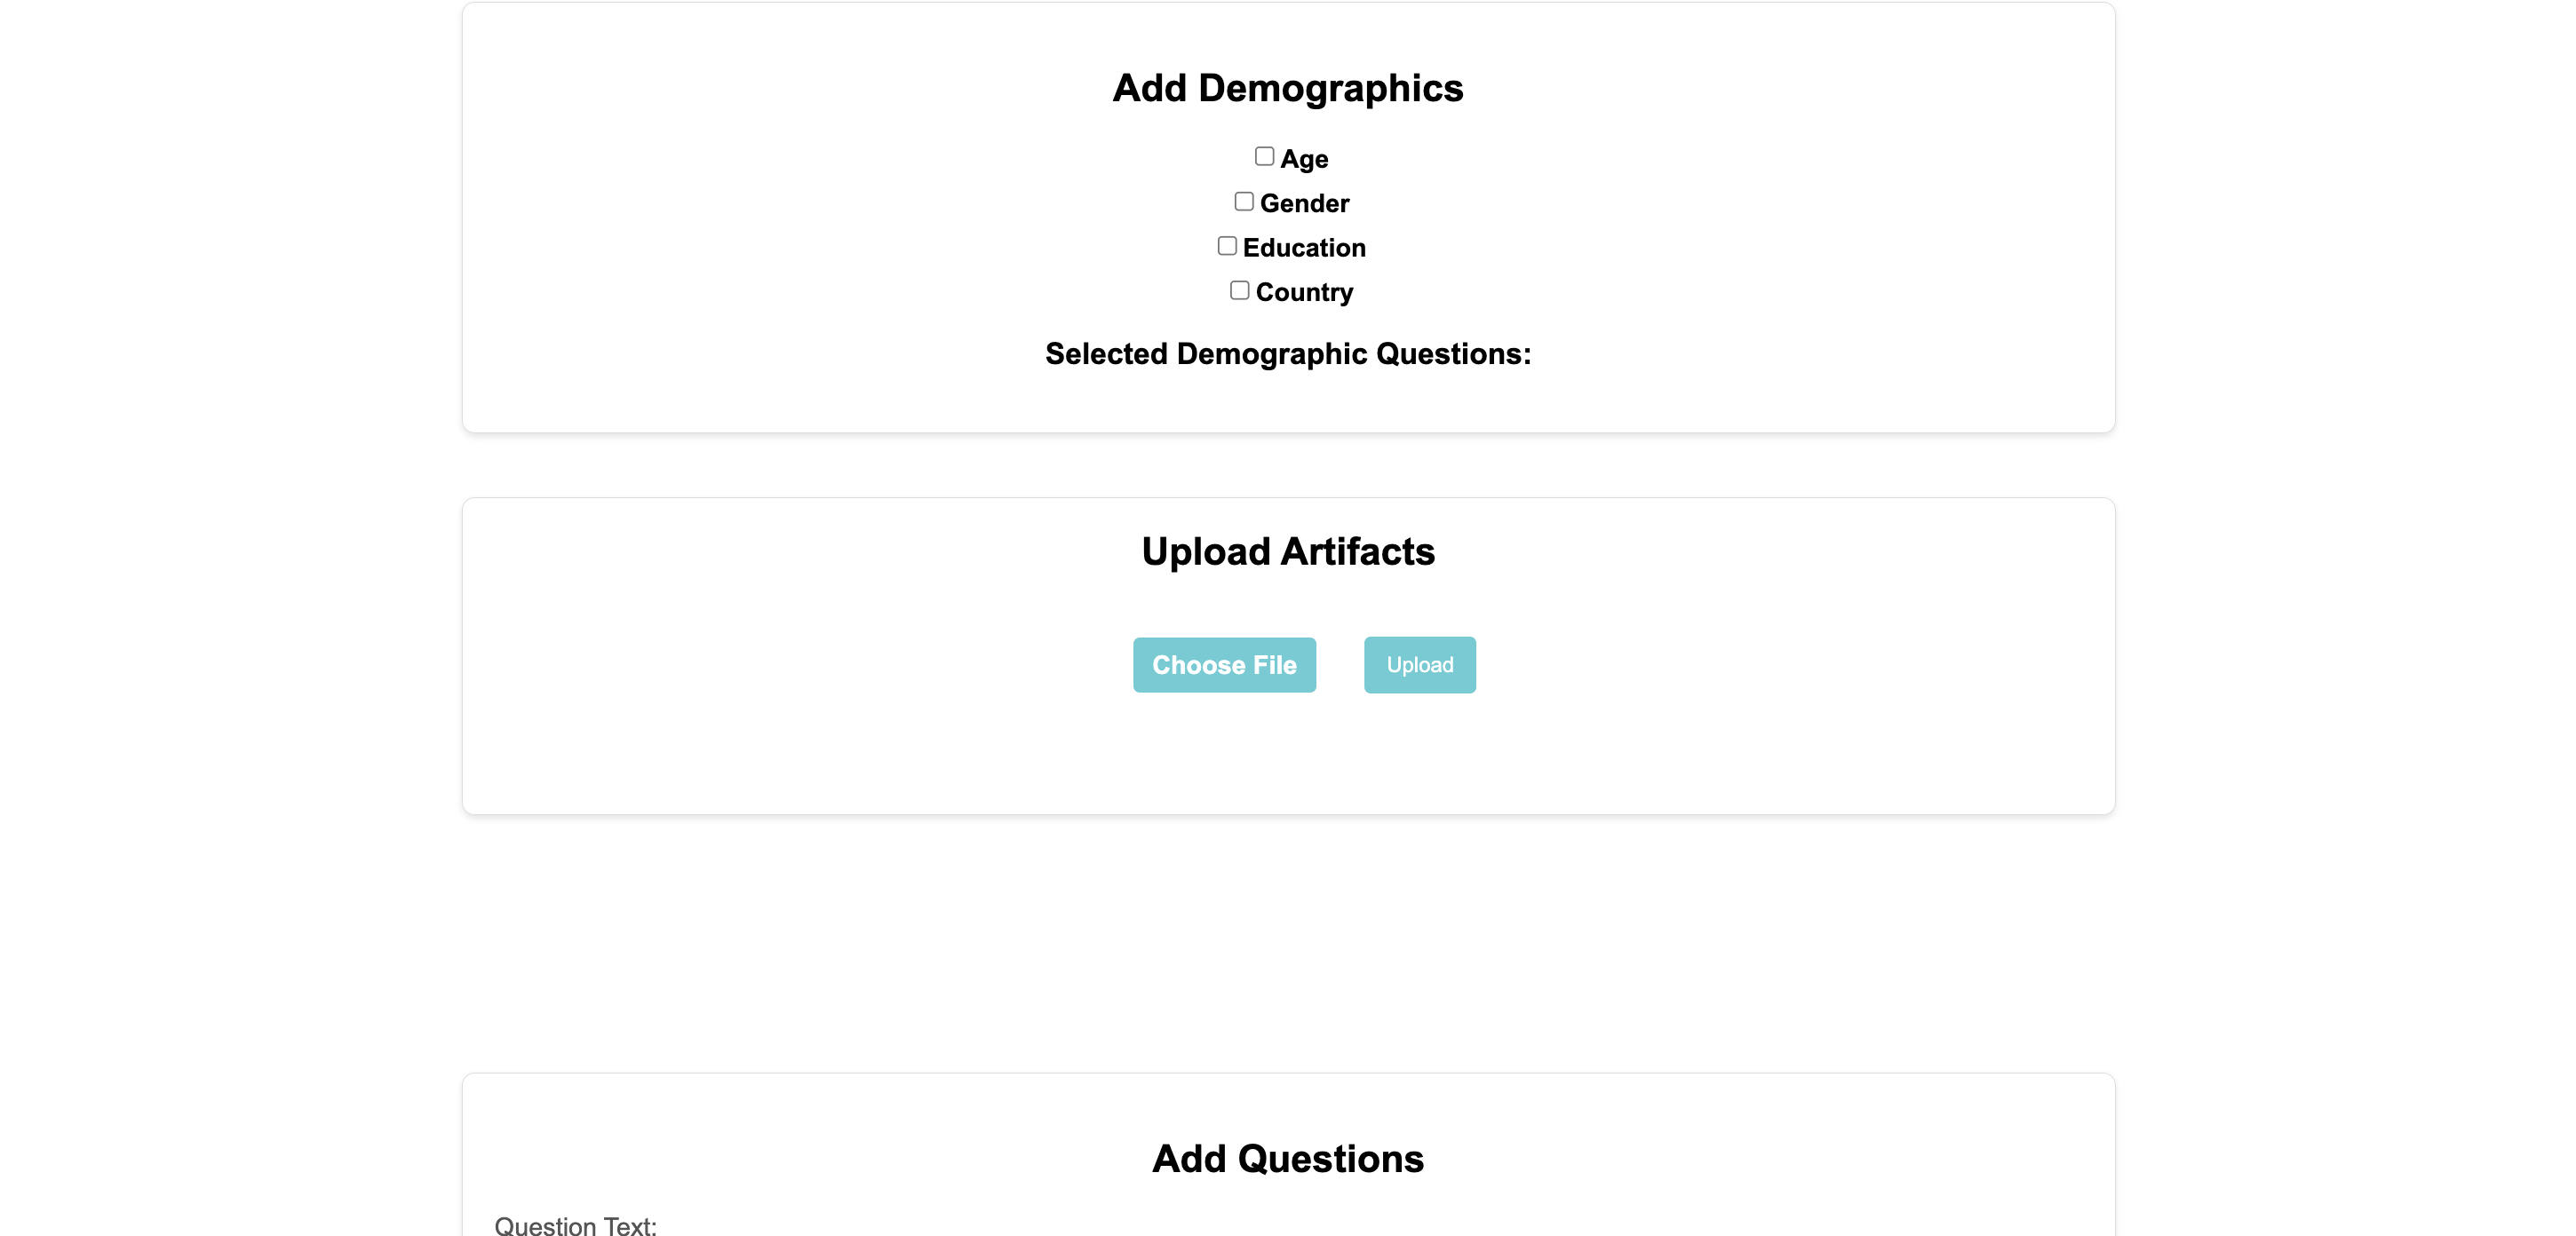 Add Demographics
Age
Gender
Education
Country
Selected Demographic Questions:
Upload Artifacts
Choose File Upload
Add Questions
Question Text: